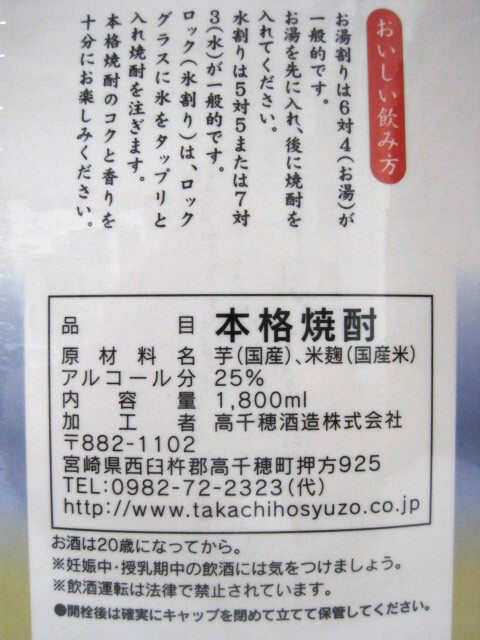 おいしい飲み方
お湯割りは6対4(お湯)が
一般的です。
お湯を先に入れ、後に焼酎を
入れてください。
水割りは5対5または7対
3(水)が一般的です。
ロック(氷割り)は、ロック
グラスに氷をタップリと
入れ焼酎を注ぎます。
本格焼酎のコクと香りを
十分にお楽しみください。
品目 本格焼酎
原材料名 芋(国産)、米麹(国産米)
アルコール分 25%
内容量 1,800ml
加工者 高千穂酒造株式会社
〒882-1102
宮崎県西臼杵郡高千穂町押方925
TEL:0982-72-2323(代)
http://www.takachihosyuzo.co.jp
お酒は20歳になってから。
※妊娠中・授乳期中の飲酒には気をつけましょう。
※飲酒運転は法律で禁止されています。
●開栓後は確実にキャップを閉めて立てて保管してください。